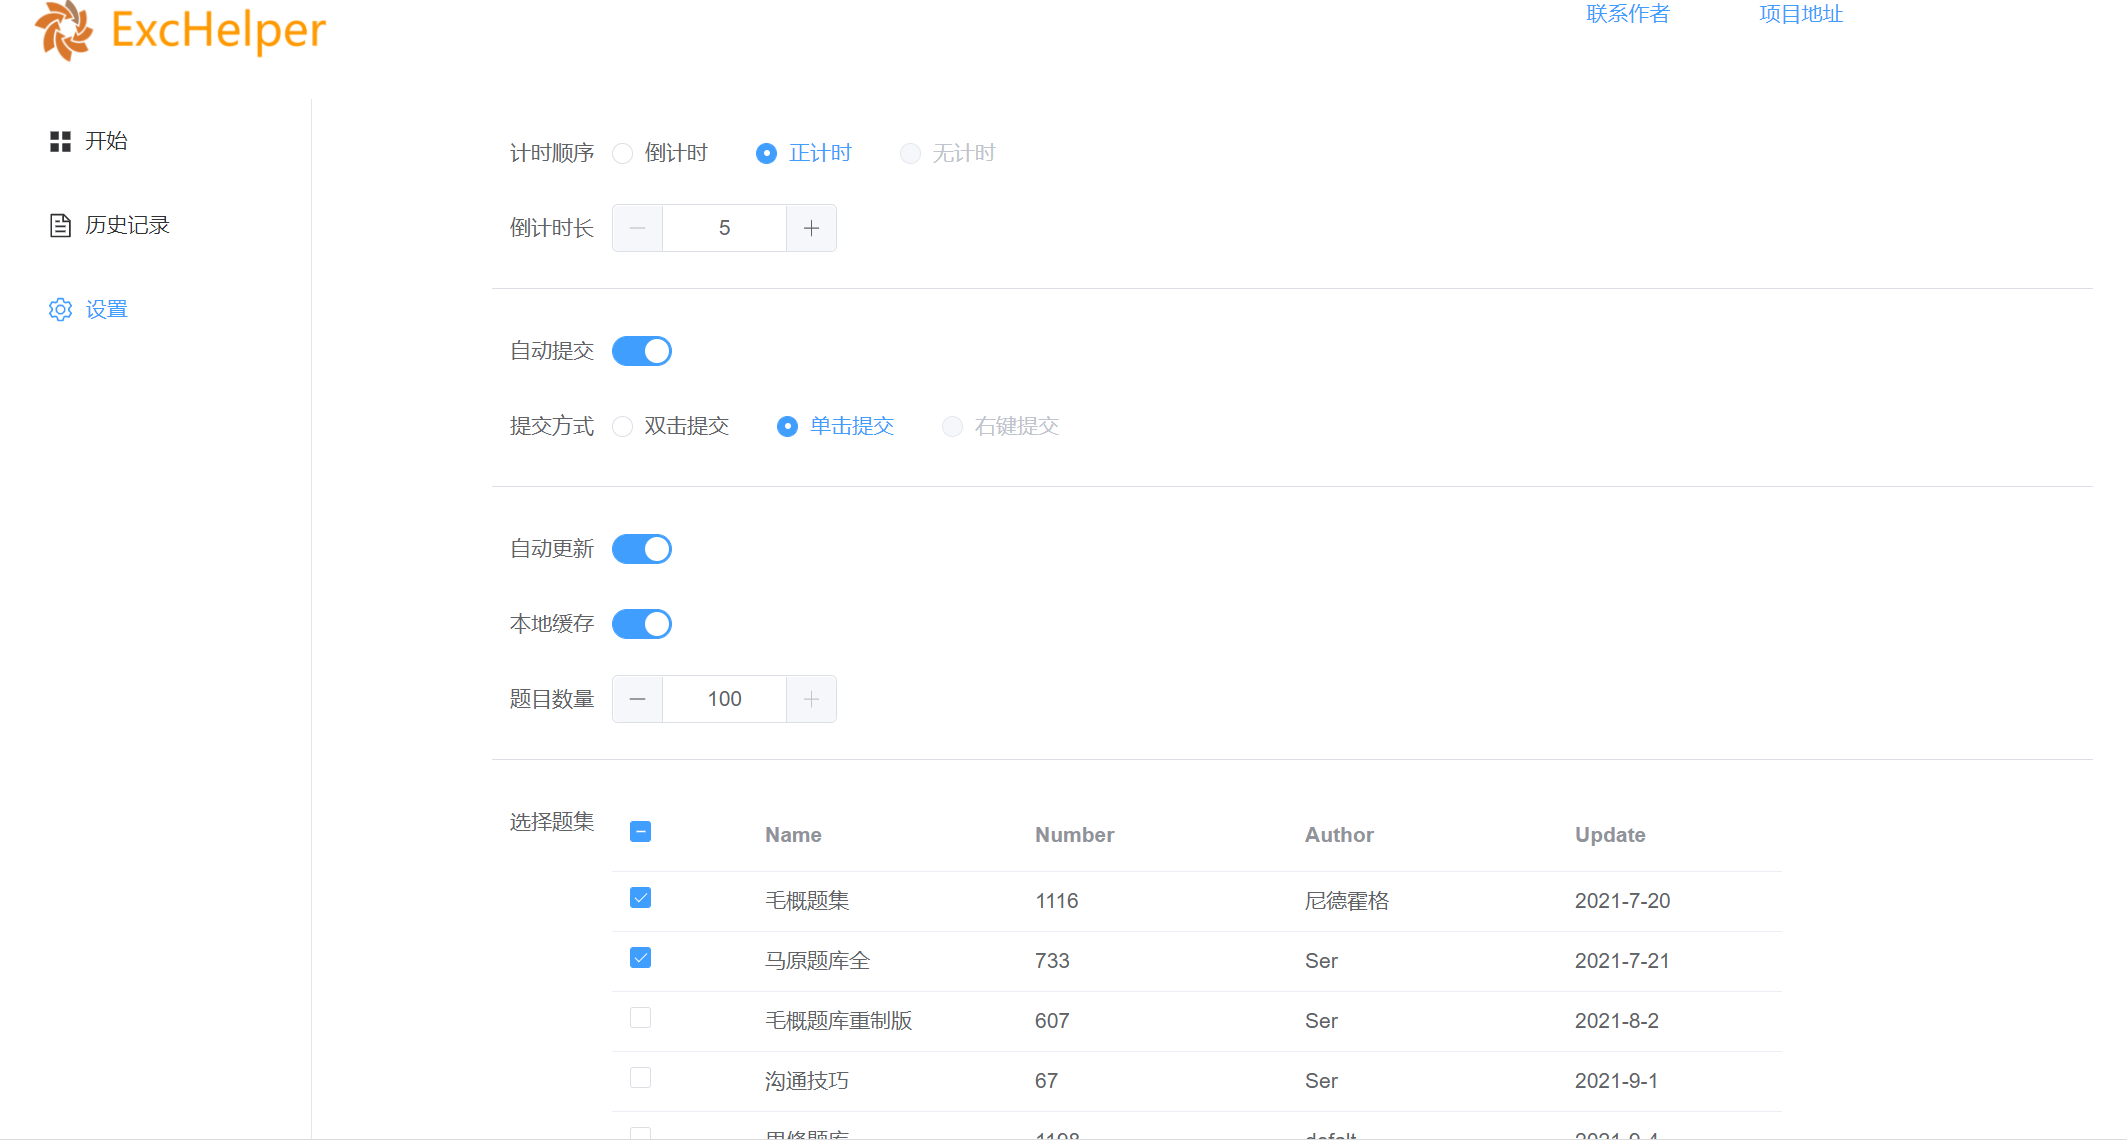 ExcHelper
联系作者 项目地址
开始
历史记录
设置
计时顺序 倒计时 正计时 无计时
倒计时长 5
自动提交
提交方式 双击提交 单击提交 右键提交
自动更新
本地缓存
题目数量 100
选择题集
Name Number Author Update
毛概题集 1116 尼德霍格 2021-7-20
马原题库全 733 Ser 2021-7-21
毛概题库重制版 607 Ser 2021-8-2
沟通技巧 67 Ser 2021-9-1